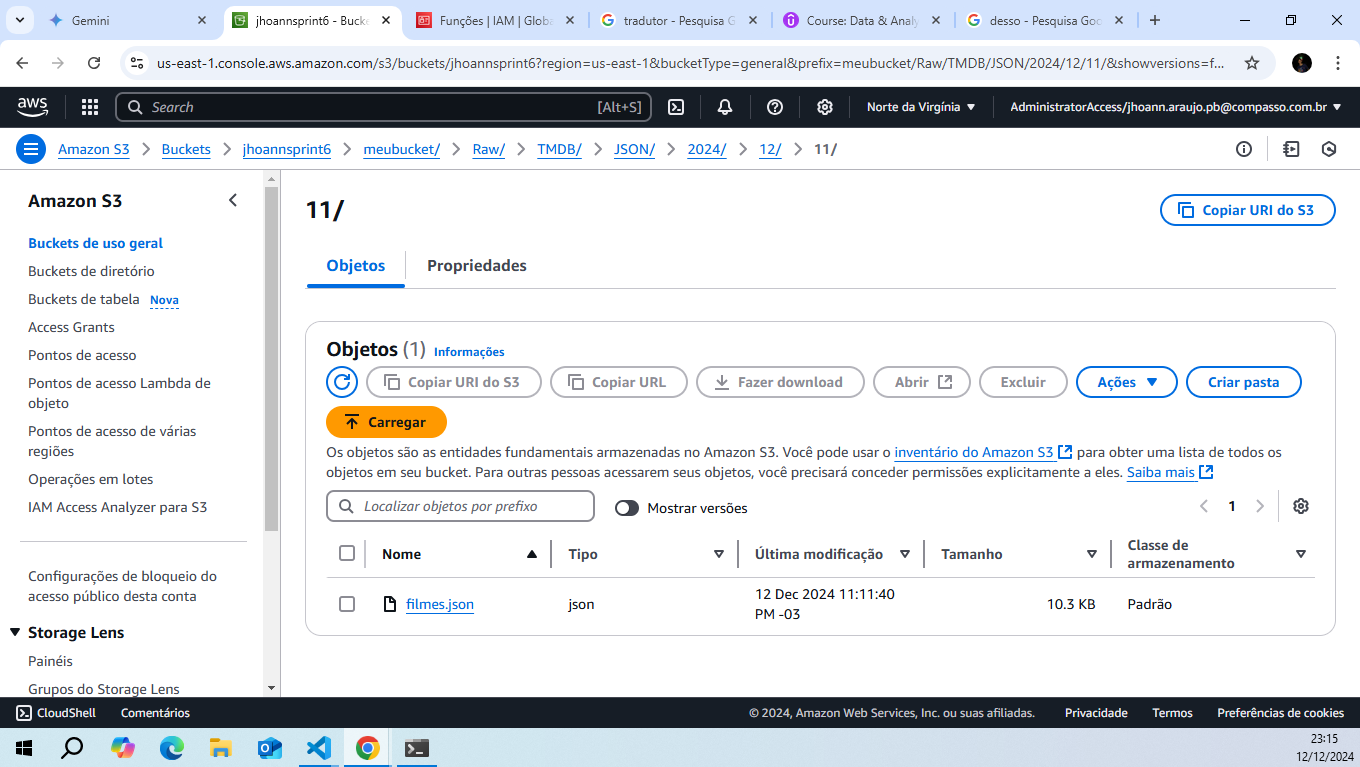 Gemini
jhoannsprint6 - Bucke
Funções | IAM | Globa
tradutor - Pesquisa G
Course: Data & Analy
desso - Pesquisa Goo
us-east-1.console.aws.amazon.com/s3/buckets/jhoannsprint6?region=us-east-1&bucketType=general&prefix=meubucket/Raw/TMDB/JSON/2024/12/11/&showversions=f...
aws
Search
[Alt+S]
Norte da Virgínia
AdministratorAccess/jhoann.araujo.pb@compasso.com.br
Amazon S3
Buckets
jhoannsprint6
meubucket/
Raw/
TMDB/
JSON/
2024/
12/
11/
Amazon S3
Buckets de uso geral
Buckets de diretório
Buckets de tabela Nova
Access Grants
Pontos de acesso
Pontos de acesso Lambda de
objeto
Pontos de acesso de várias
regiões
Operações em lotes
IAM Access Analyzer para S3
Configurações de bloqueio do
acesso público desta conta
Storage Lens
Painéis
Grupos do Storage Lens
11/
Copiar URI do S3
Objetos
Propriedades
Objetos (1) Informações
Copiar URI do S3
Copiar URL
Fazer download
Abrir
Excluir
Ações
Criar pasta
Carregar
Os objetos são as entidades fundamentais armazenadas no Amazon S3. Você pode usar o inventário do Amazon S3 para obter uma lista de todos os
objetos em seu bucket. Para outras pessoas acessarem seus objetos, você precisará conceder permissões explicitamente a eles. Saiba mais
Localizar objetos por prefixo
Mostrar versões
1
Nome
Tipo
Última modificação
Tamanho
Classe de
armazenamento
filmes.json
json
12 Dec 2024 11:11:40
PM -03
10.3 KB
Padrão
CloudShell
Comentários
© 2024, Amazon Web Services, Inc. ou suas afiliadas.
Privacidade
Termos
Preferências de cookies
23:15
12/12/2024